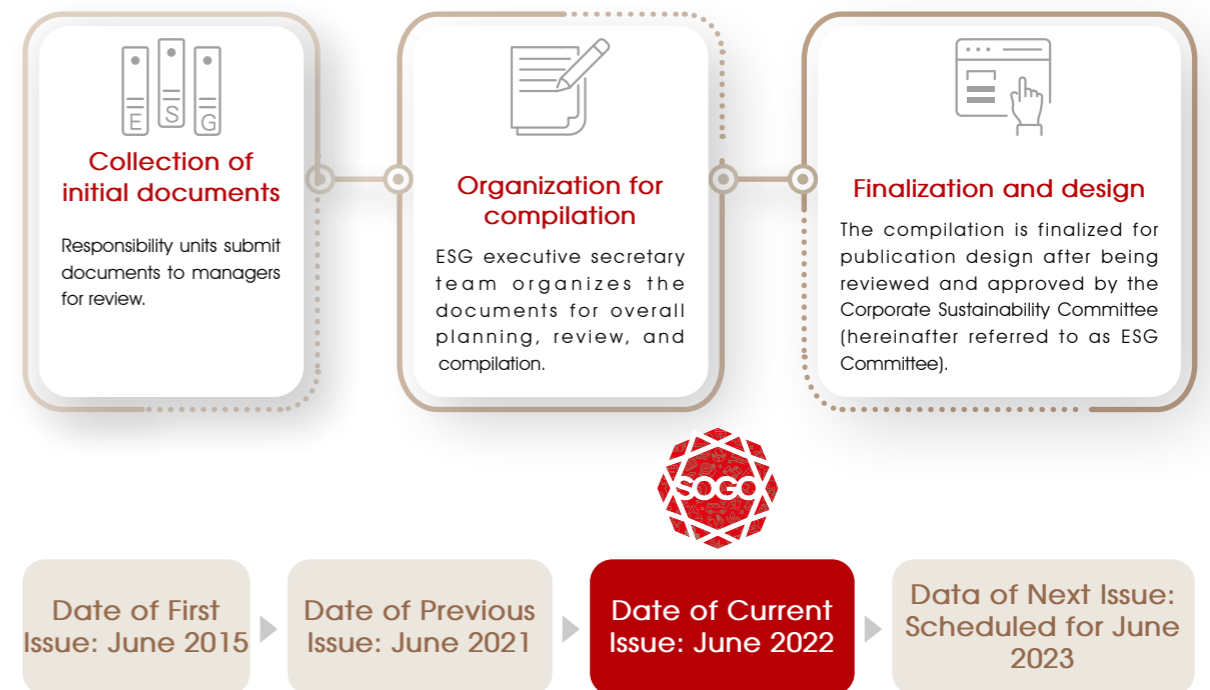 E S G
Collection of
initial documents
Responsibility units submit
documents to managers
for review.
Organization for
compilation
ESG executive secretary
team organizes the
documents for overall
planning, review, and
compilation.
Finalization and design
The compilation is finalized for
publication design after being
reviewed and approved by the
Corporate Sustainability Committee
(hereinafter referred to as ESG
Committee).
SOGO
Date of First
Issue: June 2015
Date of Previous
Issue: June 2021
Date of Current
Issue: June 2022
Data of Next Issue:
Scheduled for June
2023